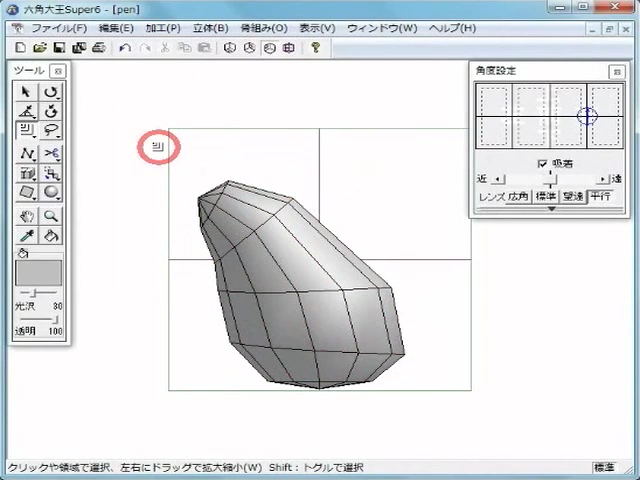 六角大王Super6 - [pen]
ファイル(F) 編集(E) 加工(P) 立体(B) 骨組み(O) 表示(V) ウィンドウ(W) ヘルプ(H)
ツール
角度設定
吸着
近 遠
レンズ 広角 標準 望遠 平行
光沢 80
透明 100
クリックや領域で選択、左右にドラッグで拡大縮小(W) Shift：トグルで選択
標準